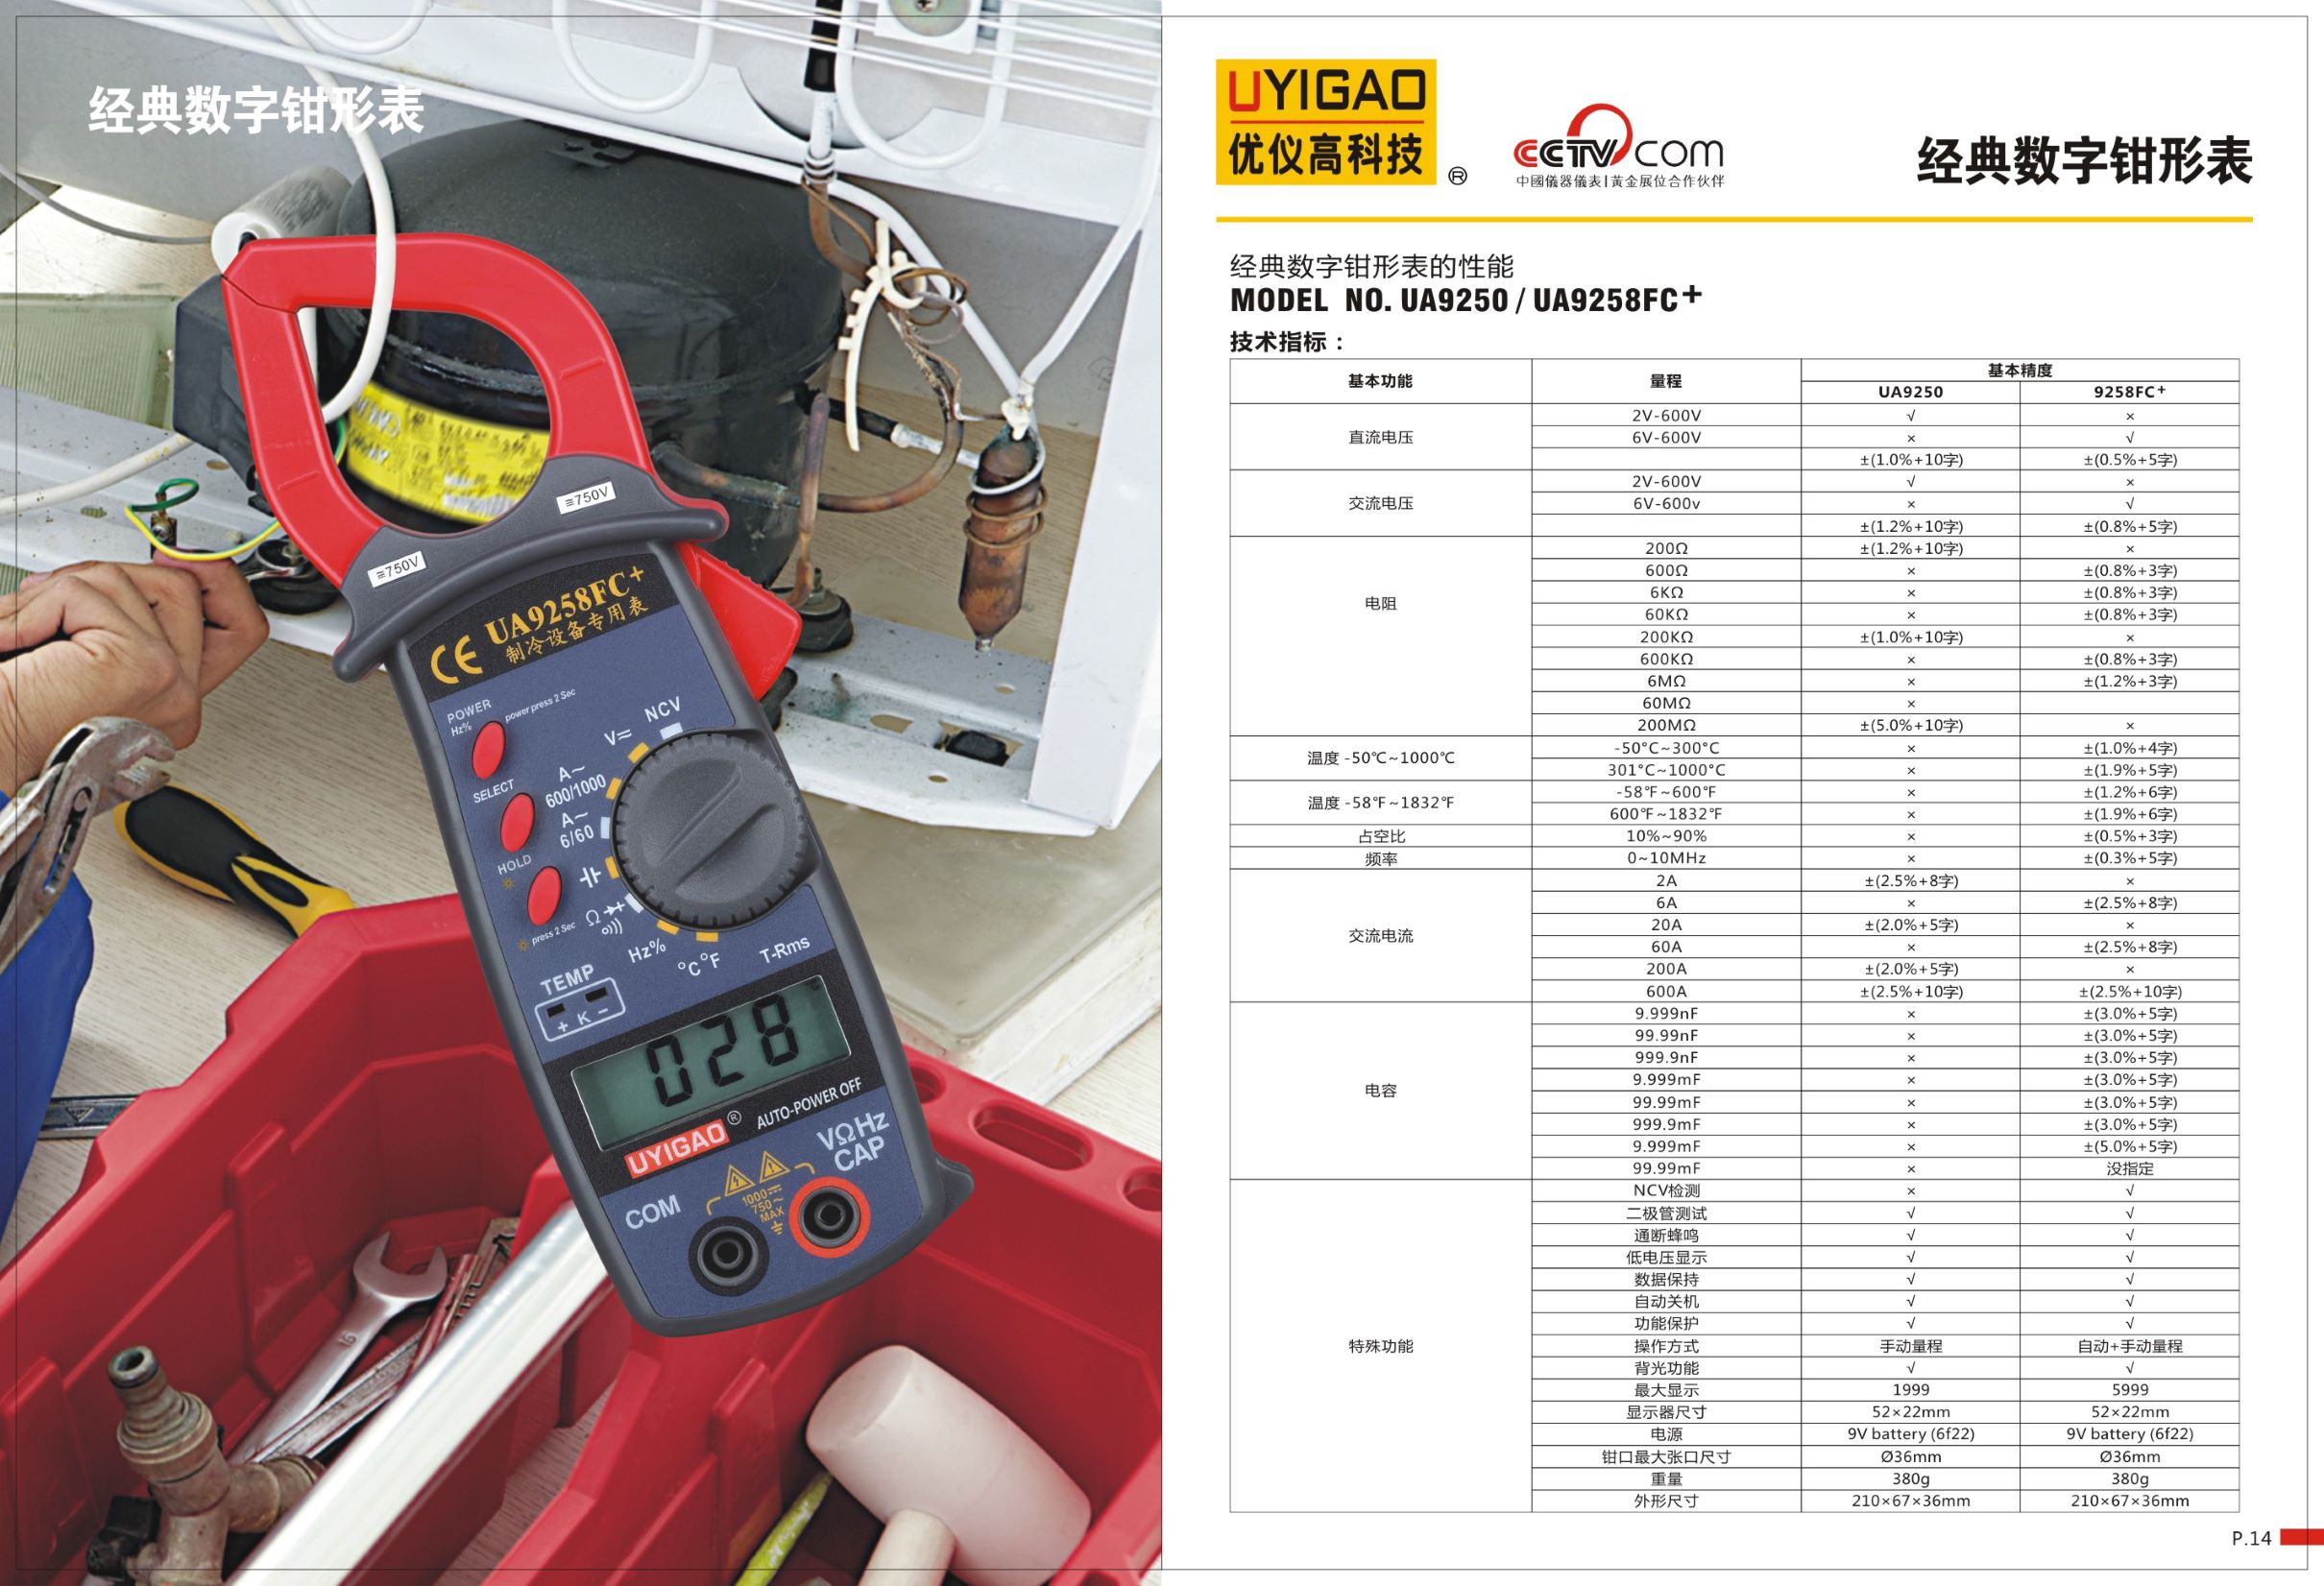 经典数字钳形表
≂750V
≂750V
CE UA9258FC+
制冷设备专用表
POWER
Hz%
power press 2 Sec
NCV
V≂
SELECT
A~
600/1000
A~
6/60
HOLD
press 2 Sec
Ω
Hz%
°C°F
T-Rms
TEMP
+ K −
028
UYIGAO® AUTO-POWER OFF
COM
1000⎓
750~
MAX
VΩHz
CAP
UYIGAO
优仪高科技
®
CCTV.com
中國儀器儀表|黃金展位合作伙伴
经典数字钳形表
经典数字钳形表的性能
MODEL NO. UA9250 / UA9258FC+
技术指标：
基本功能 量程 基本精度
UA9250 9258FC+
直流电压
2V-600V √ ×
6V-600V × √
±(1.0%+10字) ±(0.5%+5字)
交流电压
2V-600V √ ×
6V-600v × √
±(1.2%+10字) ±(0.8%+5字)
电阻
200Ω ±(1.2%+10字) ×
600Ω × ±(0.8%+3字)
6KΩ × ±(0.8%+3字)
60KΩ × ±(0.8%+3字)
200KΩ ±(1.0%+10字) ×
600KΩ × ±(0.8%+3字)
6MΩ × ±(1.2%+3字)
60MΩ ×
200MΩ ±(5.0%+10字) ×
温度 -50℃~1000℃
-50°C~300°C × ±(1.0%+4字)
301°C~1000°C × ±(1.9%+5字)
温度 -58℉~1832℉
-58℉~600℉ × ±(1.2%+6字)
600℉~1832℉ × ±(1.9%+6字)
占空比 10%~90% × ±(0.5%+3字)
频率 0~10MHz × ±(0.3%+5字)
交流电流
2A ±(2.5%+8字) ×
6A × ±(2.5%+8字)
20A ±(2.0%+5字) ×
60A × ±(2.5%+8字)
200A ±(2.0%+5字) ×
600A ±(2.5%+10字) ±(2.5%+10字)
电容
9.999nF × ±(3.0%+5字)
99.99nF × ±(3.0%+5字)
999.9nF × ±(3.0%+5字)
9.999mF × ±(3.0%+5字)
99.99mF × ±(3.0%+5字)
999.9mF × ±(3.0%+5字)
9.999mF × ±(5.0%+5字)
99.99mF × 没指定
特殊功能
NCV检测 × √
二极管测试 √ √
通断蜂鸣 √ √
低电压显示 √ √
数据保持 √ √
自动关机 √ √
功能保护 √ √
操作方式 手动量程 自动+手动量程
背光功能 √ √
最大显示 1999 5999
显示器尺寸 52×22mm 52×22mm
电源 9V battery (6f22) 9V battery (6f22)
钳口最大张口尺寸 Ø36mm Ø36mm
重量 380g 380g
外形尺寸 210×67×36mm 210×67×36mm
P.14